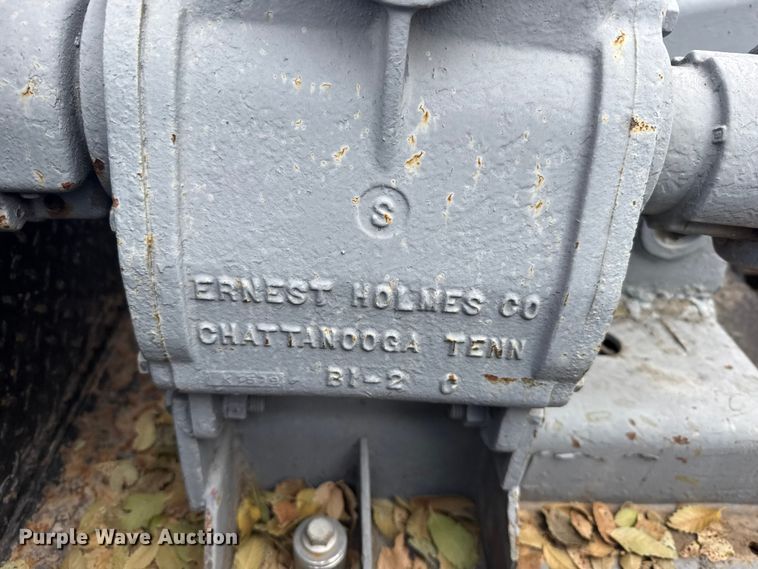 S
ERNEST HOLMES CO
CHATTANOOGA TENN
B1-2
Purple Wave Auction